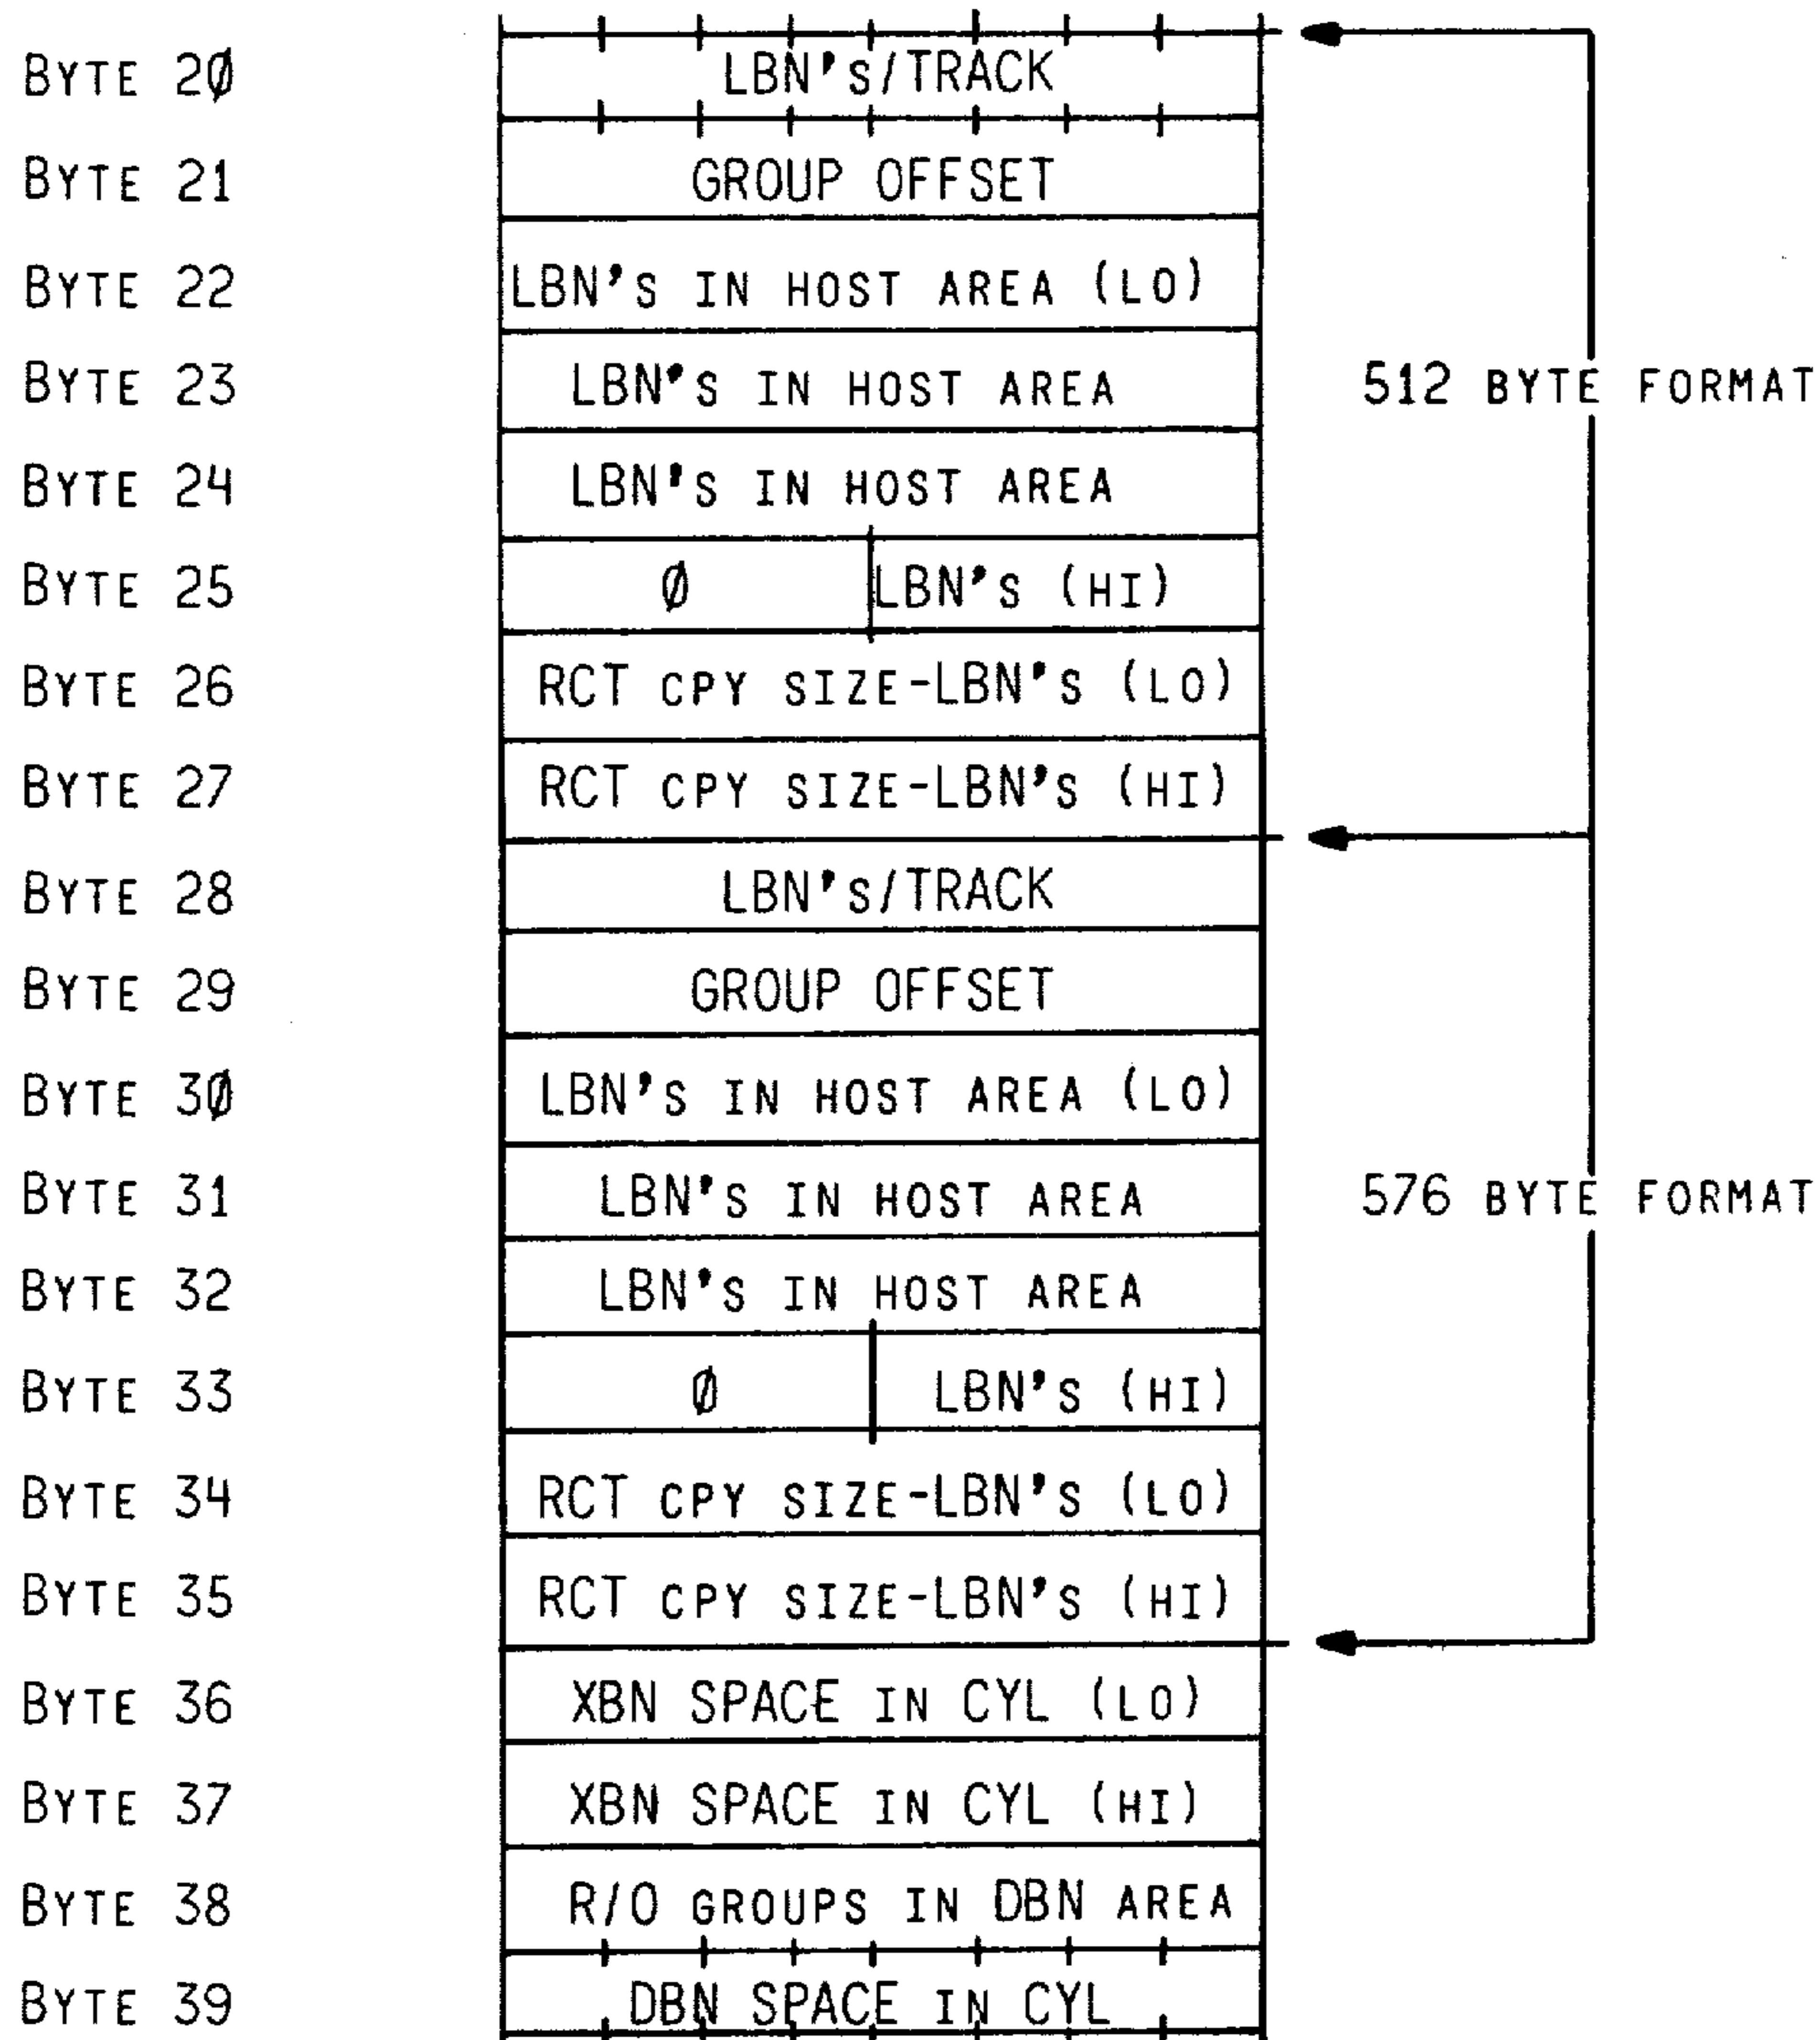 BYTE 2Ø LBN's/TRACK
BYTE 21 GROUP OFFSET
BYTE 22 LBN's IN HOST AREA (LO)
BYTE 23 LBN's IN HOST AREA 512 BYTE FORMAT
BYTE 24 LBN's IN HOST AREA
BYTE 25 Ø LBN's (HI)
BYTE 26 RCT CPY SIZE-LBN's (LO)
BYTE 27 RCT CPY SIZE-LBN's (HI)
BYTE 28 LBN's/TRACK
BYTE 29 GROUP OFFSET
BYTE 3Ø LBN's IN HOST AREA (LO)
BYTE 31 LBN's IN HOST AREA 576 BYTE FORMAT
BYTE 32 LBN's IN HOST AREA
BYTE 33 Ø LBN's (HI)
BYTE 34 RCT CPY SIZE-LBN's (LO)
BYTE 35 RCT CPY SIZE-LBN's (HI)
BYTE 36 XBN SPACE IN CYL (LO)
BYTE 37 XBN SPACE IN CYL (HI)
BYTE 38 R/O GROUPS IN DBN AREA
BYTE 39 DBN SPACE IN CYL